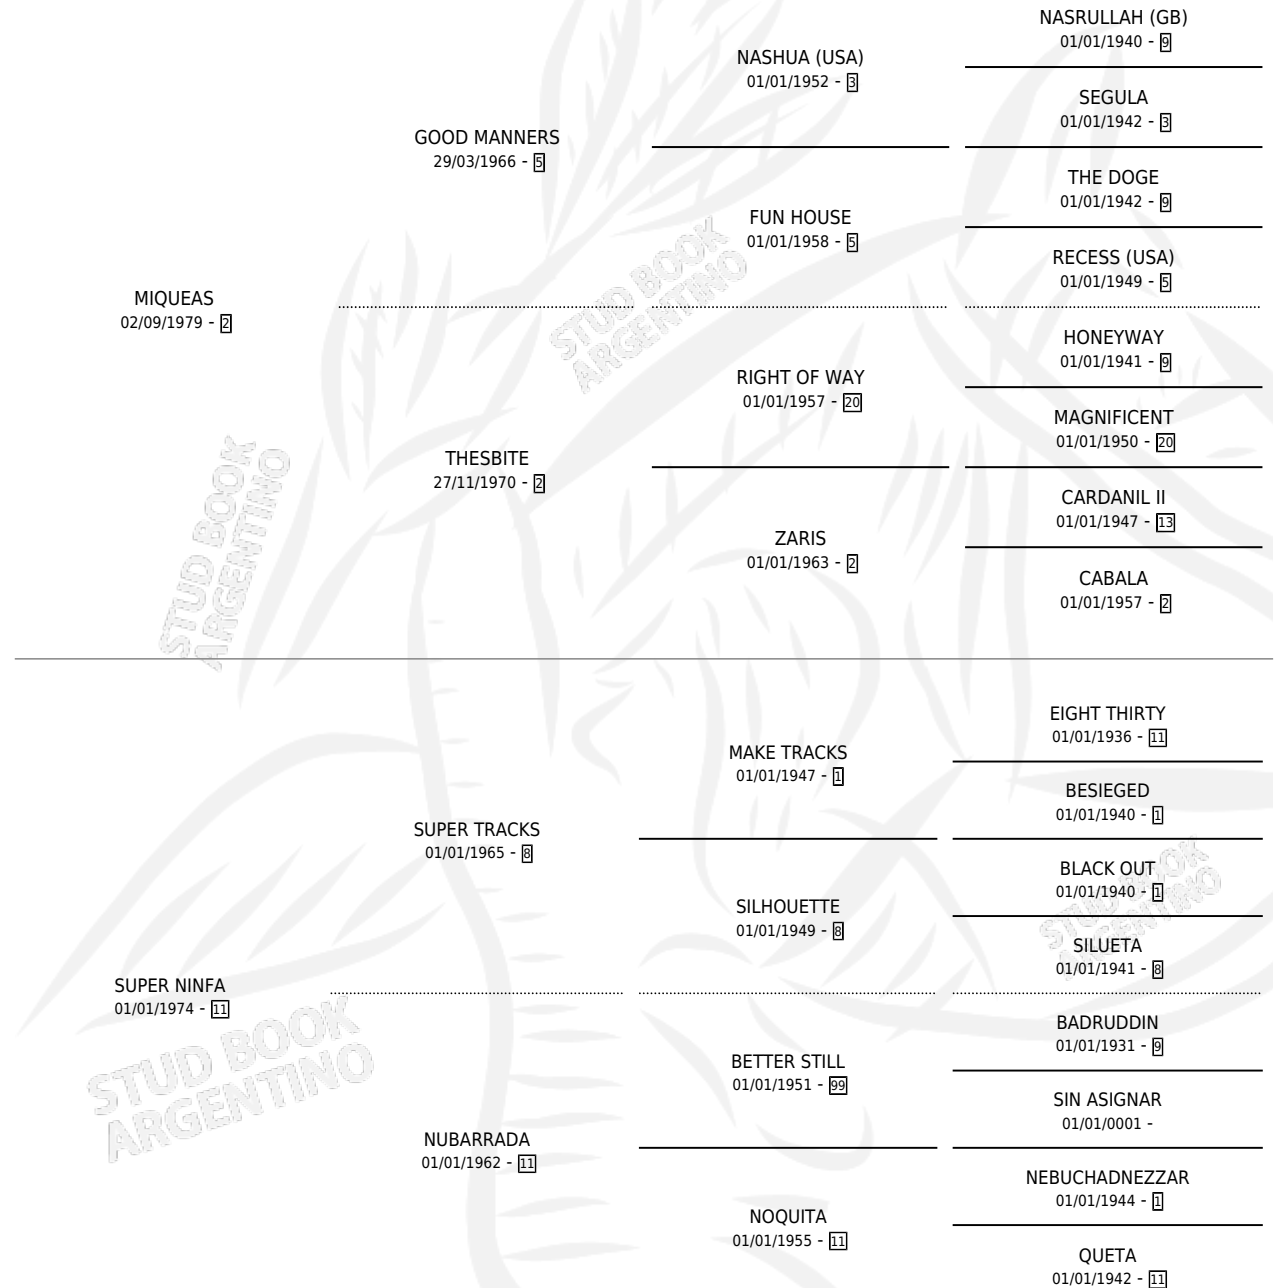 NASRULLAH (GB)
01/01/1940 - 9
NASHUA (USA)
01/01/1952 - 3
SEGULA
01/01/1942 - 3
GOOD MANNERS
29/03/1966 - 5
THE DOGE
01/01/1942 - 9
FUN HOUSE
01/01/1958 - 5
RECESS (USA)
01/01/1949 - 5
MIQUEAS
02/09/1979 - 2
HONEYWAY
01/01/1941 - 9
RIGHT OF WAY
01/01/1957 - 20
MAGNIFICENT
01/01/1950 - 20
THESBITE
27/11/1970 - 2
CARDANIL II
01/01/1947 - 13
ZARIS
01/01/1963 - 2
CABALA
01/01/1957 - 2
EIGHT THIRTY
01/01/1936 - 11
MAKE TRACKS
01/01/1947 - 1
BESIEGED
01/01/1940 - 1
SUPER TRACKS
01/01/1965 - 8
BLACK OUT
01/01/1940 - 1
SILHOUETTE
01/01/1949 - 8
SILUETA
01/01/1941 - 8
SUPER NINFA
01/01/1974 - 11
BADRUDDIN
01/01/1931 - 9
BETTER STILL
01/01/1951 - 99
SIN ASIGNAR
01/01/0001 -
NUBARRADA
01/01/1962 - 11
NEBUCHADNEZZAR
01/01/1944 - 1
NOQUITA
01/01/1955 - 11
QUETA
01/01/1942 - 11
STUD BOOK
ARGENTINO
STUD BOOK
ARGENTINO
STUD BOOK
ARGENTINO
STUD BOOK
ARGENTINO